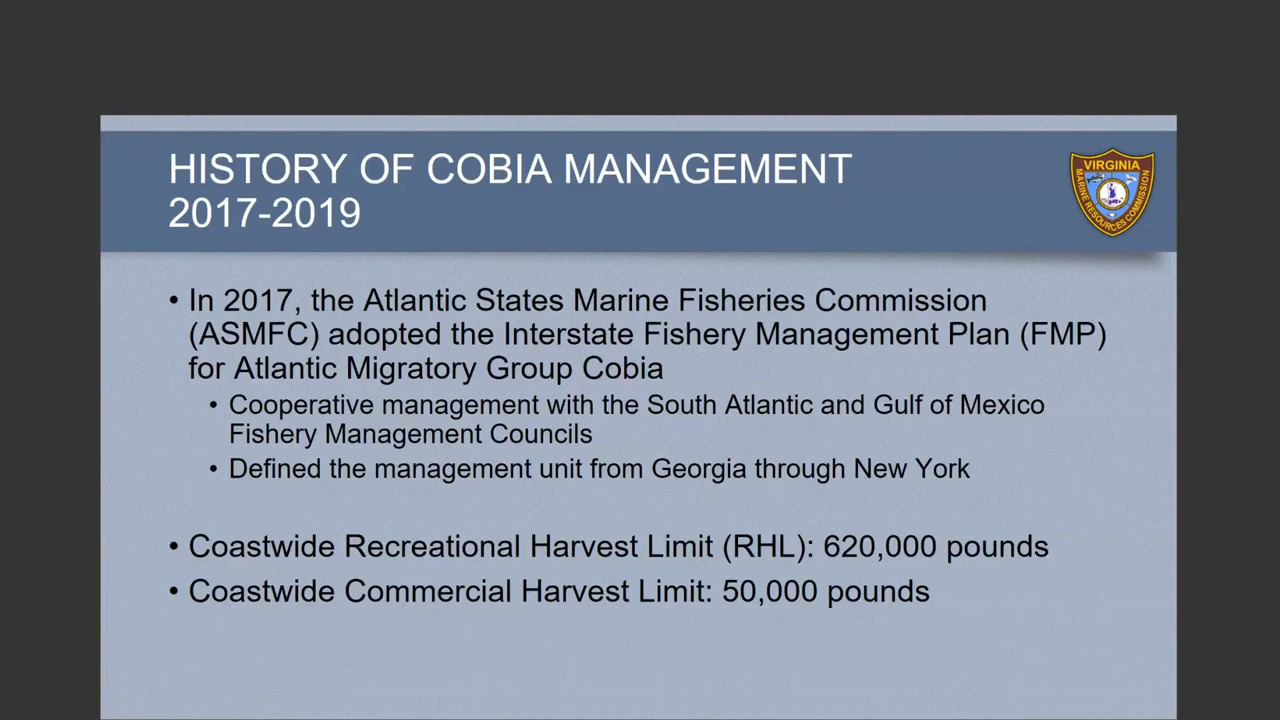 HISTORY OF COBIA MANAGEMENT
2017-2019
VIRGINIA
MARINE RESOURCES COMMISSION
• In 2017, the Atlantic States Marine Fisheries Commission
(ASMFC) adopted the Interstate Fishery Management Plan (FMP)
for Atlantic Migratory Group Cobia
• Cooperative management with the South Atlantic and Gulf of Mexico
Fishery Management Councils
• Defined the management unit from Georgia through New York
• Coastwide Recreational Harvest Limit (RHL): 620,000 pounds
• Coastwide Commercial Harvest Limit: 50,000 pounds